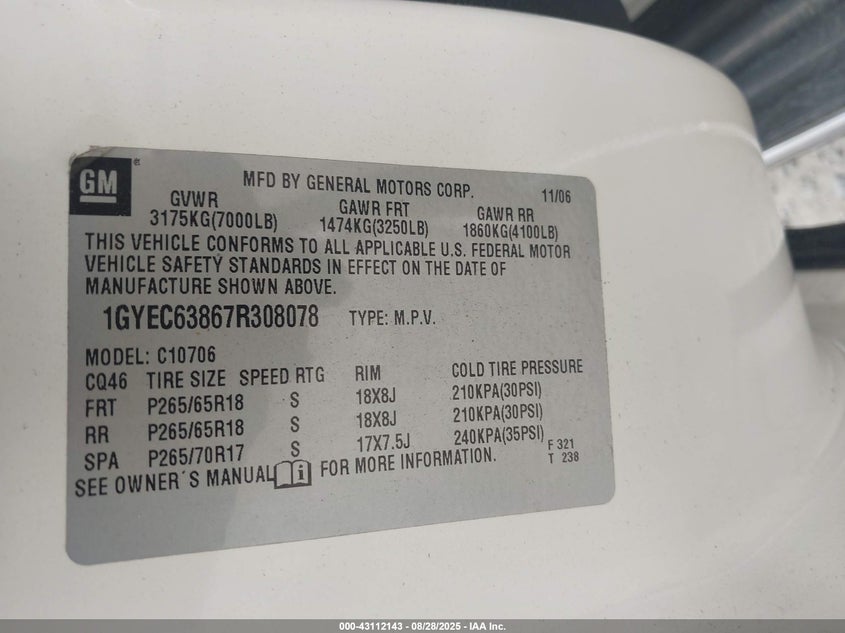 GM
MFD BY GENERAL MOTORS CORP. 11/06
GVWR GAWR FRT GAWR RR
3175KG(7000LB) 1474KG(3250LB) 1860KG(4100LB)
THIS VEHICLE CONFORMS TO ALL APPLICABLE U.S. FEDERAL MOTOR
VEHICLE SAFETY STANDARDS IN EFFECT ON THE DATE OF
MANUFACTURE SHOWN ABOVE.
1GYEC63867R308078 TYPE: M.P.V.
MODEL: C10706
CQ46 TIRE SIZE SPEED RTG RIM COLD TIRE PRESSURE
FRT P265/65R18 S 18X8J 210KPA(30PSI)
RR P265/65R18 S 18X8J 210KPA(30PSI)
SPA P265/70R17 S 17X7.5J 240KPA(35PSI)
F 321
T 238
SEE OWNER´S MANUAL i FOR MORE INFORMATION.
000-43112143 - 08/28/2025 - IAA Inc.